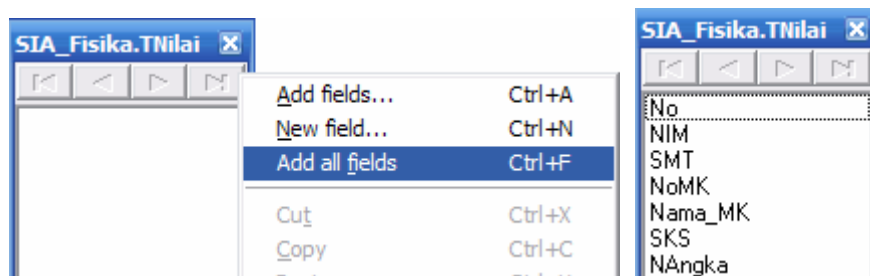 SIA_Fisika.TNilai
Add fields... Ctrl+A
New field... Ctrl+N
Add all fields Ctrl+F
Cut Ctrl+X
Copy Ctrl+C
SIA_Fisika.TNilai
No
NIM
SMT
NoMK
Nama_MK
SKS
NAngka